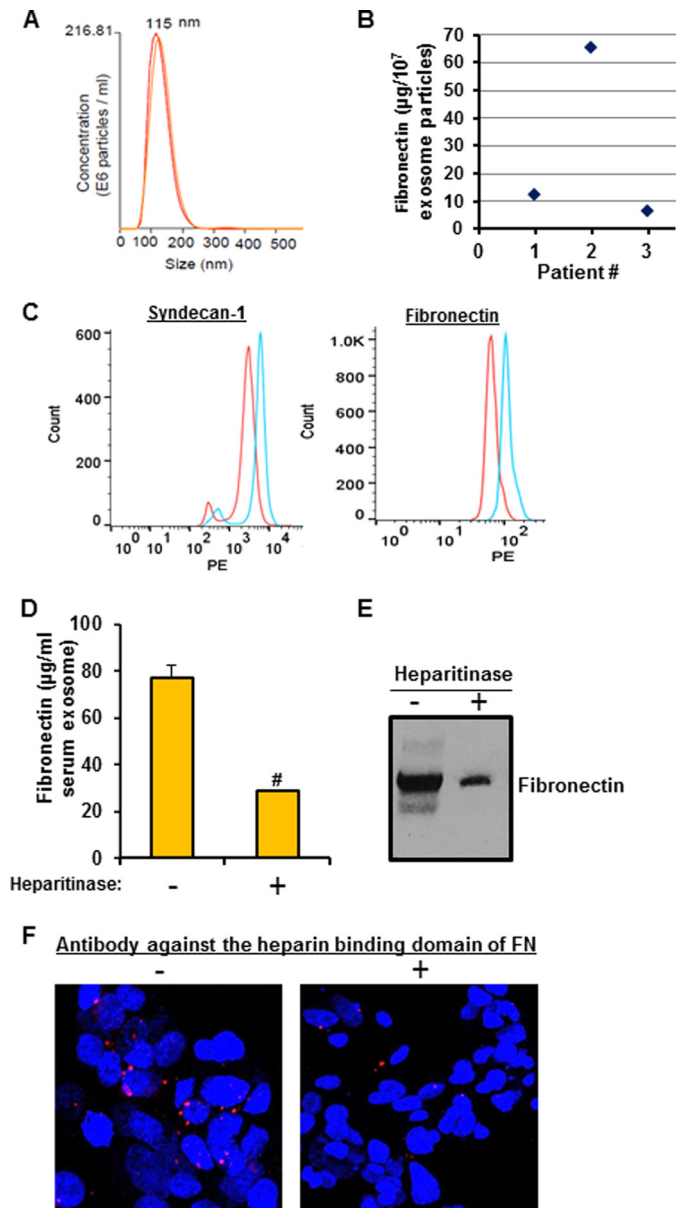 A
115 nm
216.81
Concentration
(E6 particles / ml)
0 100 200 300 400 500
Size (nm)
B
Fibronectin (µg/10⁷
exosome particles)
70
60
50
40
30
20
10
0
0 1 2 3
Patient #
C
Syndecan-1
600
400
200
0
Count
10⁰ 10¹ 10² 10³ 10⁴
PE
Fibronectin
1.0K
800
600
400
200
0
Count
10⁰ 10¹ 10²
PE
D
Fibronectin (µg/ml
serum exosome)
100
80
60
40
20
0
#
Heparitinase: - +
E
Heparitinase
- +
Fibronectin
F
Antibody against the heparin binding domain of FN
- +